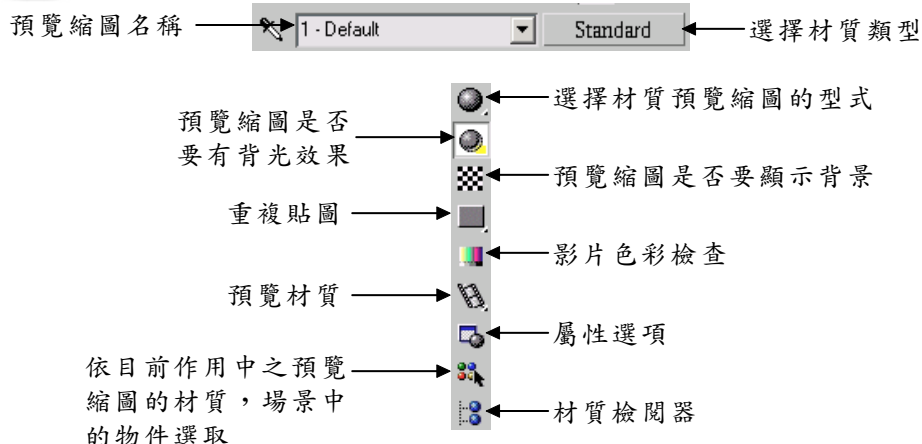 預覽縮圖名稱
1 - Default
Standard
選擇材質類型
選擇材質預覽縮圖的型式
預覽縮圖是否
要有背光效果
預覽縮圖是否要顯示背景
重複貼圖
影片色彩檢查
預覽材質
屬性選項
依目前作用中之預覽
縮圖的材質，場景中
的物件選取
材質檢閱器